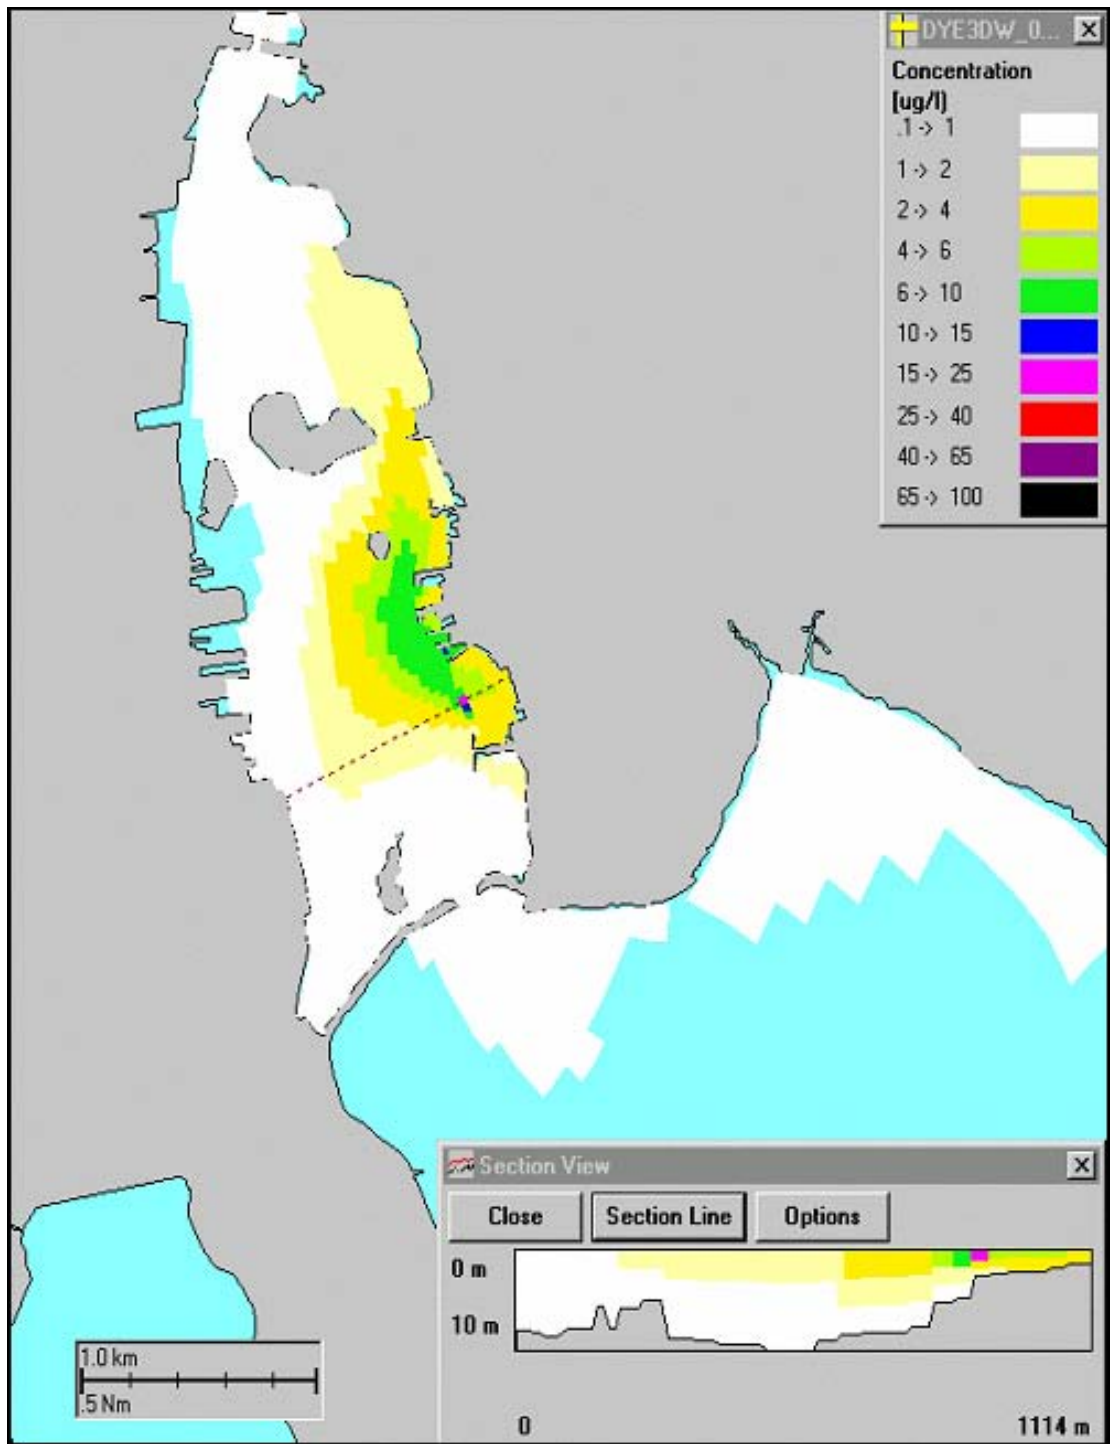 DYE3DW_0...
Concentration
(ug/l)
.1 -> 1
1 -> 2
2 -> 4
4 -> 6
6 -> 10
10 -> 15
15 -> 25
25 -> 40
40 -> 65
65 -> 100
Section View
Close Section Line Options
0 m
10 m
0 1114 m
1.0 km
.5 Nm